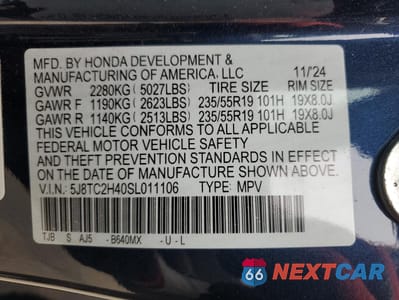 MFD. BY HONDA DEVELOPMENT &
MANUFACTURING OF AMERICA, LLC 11/24
GVWR 2280KG (5027LBS) TIRE SIZE RIM SIZE
GAWR F 1190KG (2623LBS) 235/55R19 101H 19X8.0J
GAWR R 1140KG (2513LBS) 235/55R19 101H 19X8.0J
THIS VEHICLE CONFORMS TO ALL APPLICABLE
FEDERAL MOTOR VEHICLE SAFETY
AND THEFT PREVENTION STANDARDS IN EFFECT
ON THE DATE OF MANUFACTURE SHOWN ABOVE.
V.I.N.: 5J8TC2H40SL011106 TYPE: MPV
TJB S AJ5 - B640MX - U - L
66 NEXTCAR